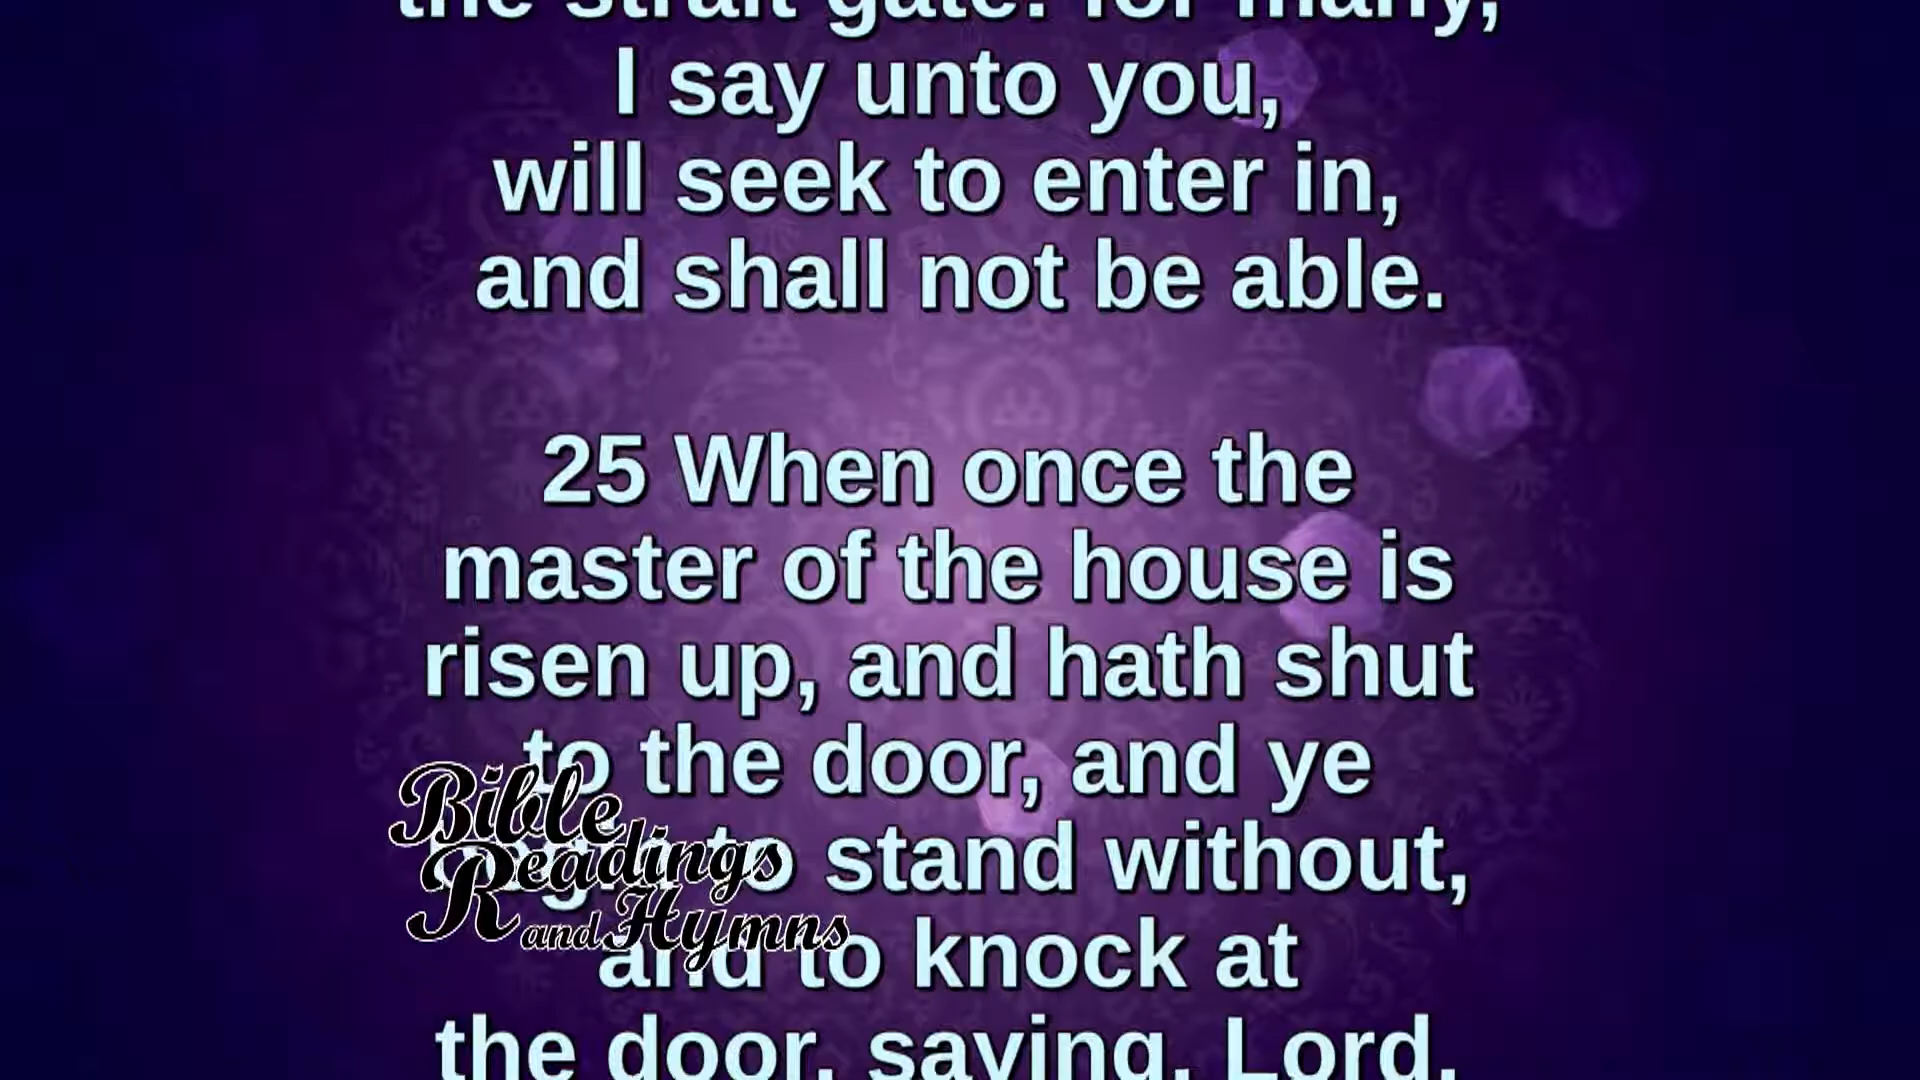 the strait gate: for many,
I say unto you,
will seek to enter in,
and shall not be able.
25 When once the
master of the house is
risen up, and hath shut
to the door, and ye
to stand without,
and to knock at
the door, saying, Lord,
Bible
Readings
and Hymns